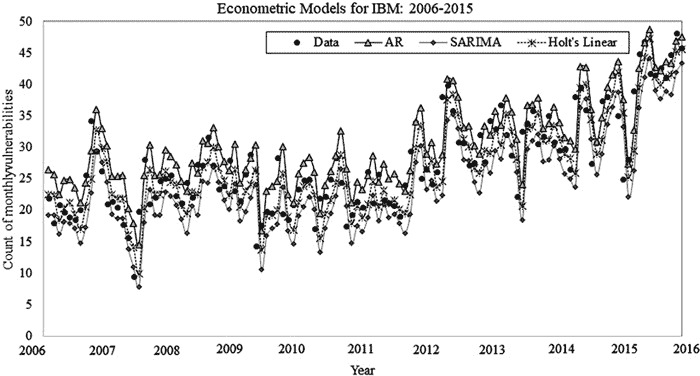 Econometric Models for IBM: 2006-2015
Data AR SARIMA Holt's Linear
Count of monthlyvulnerabilities
50
45
40
35
30
25
20
15
10
5
0
2006 2007 2008 2009 2010 2011 2012 2013 2014 2015 2016
Year